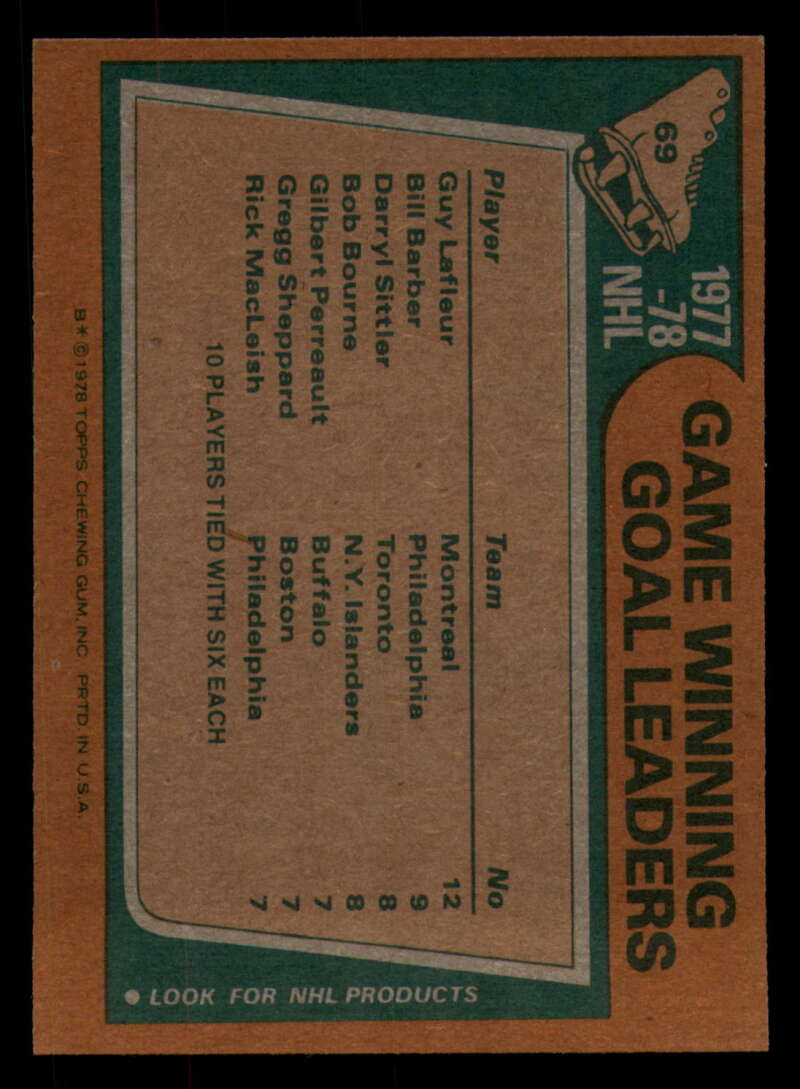 69
1977
-78
NHL
GAME WINNING
GOAL LEADERS
Player Team No
Guy Lafleur Montreal 12
Bill Barber Philadelphia 9
Darryl Sittler Toronto 8
Bob Bourne N.Y. Islanders 8
Gilbert Perreault Buffalo 7
Gregg Sheppard Boston 7
Rick MacLeish Philadelphia 7
10 PLAYERS TIED WITH SIX EACH
● LOOK FOR NHL PRODUCTS
B*©1978 TOPPS CHEWING GUM, INC. PRTD IN U.S.A.